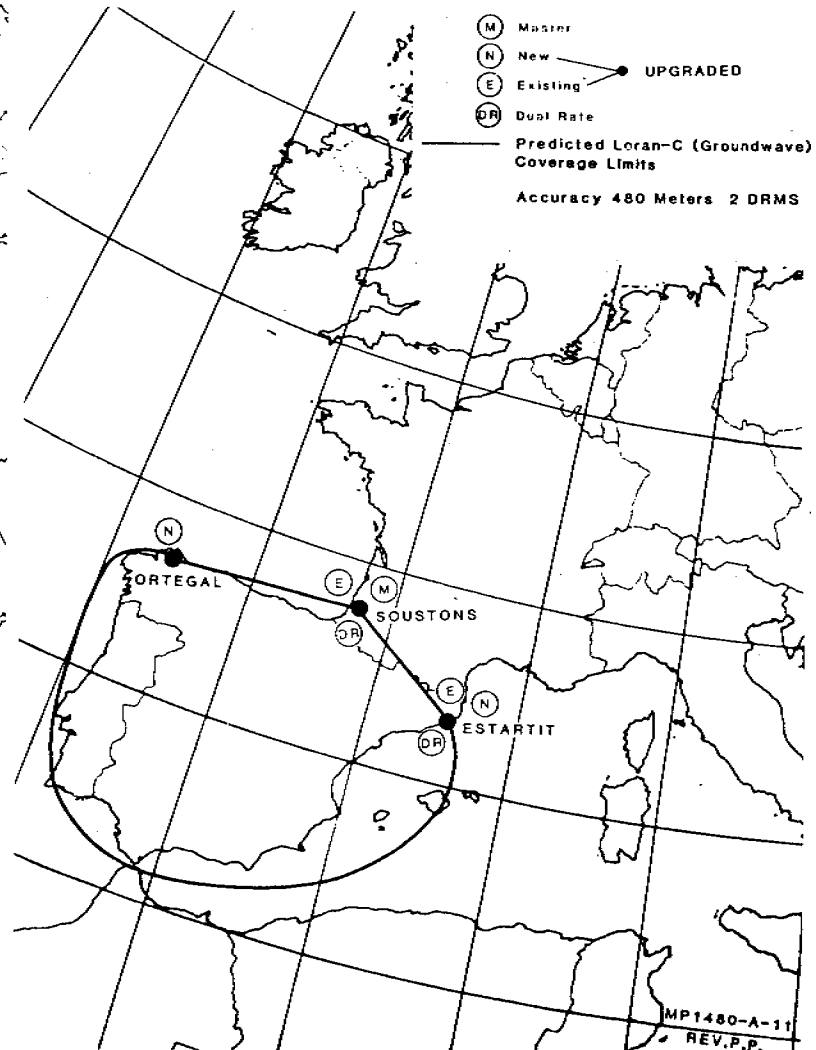 M Master
N New
UPGRADED
E Existing
DR Dual Rate
Predicted Loran-C (Groundwave)
Coverage Limits
Accuracy 480 Meters 2 DRMS
N
ORTEGAL
E M
SOUSTONS
DR
E N
ESTARTIT
DR
MP1480-A-11
REV.P.P.